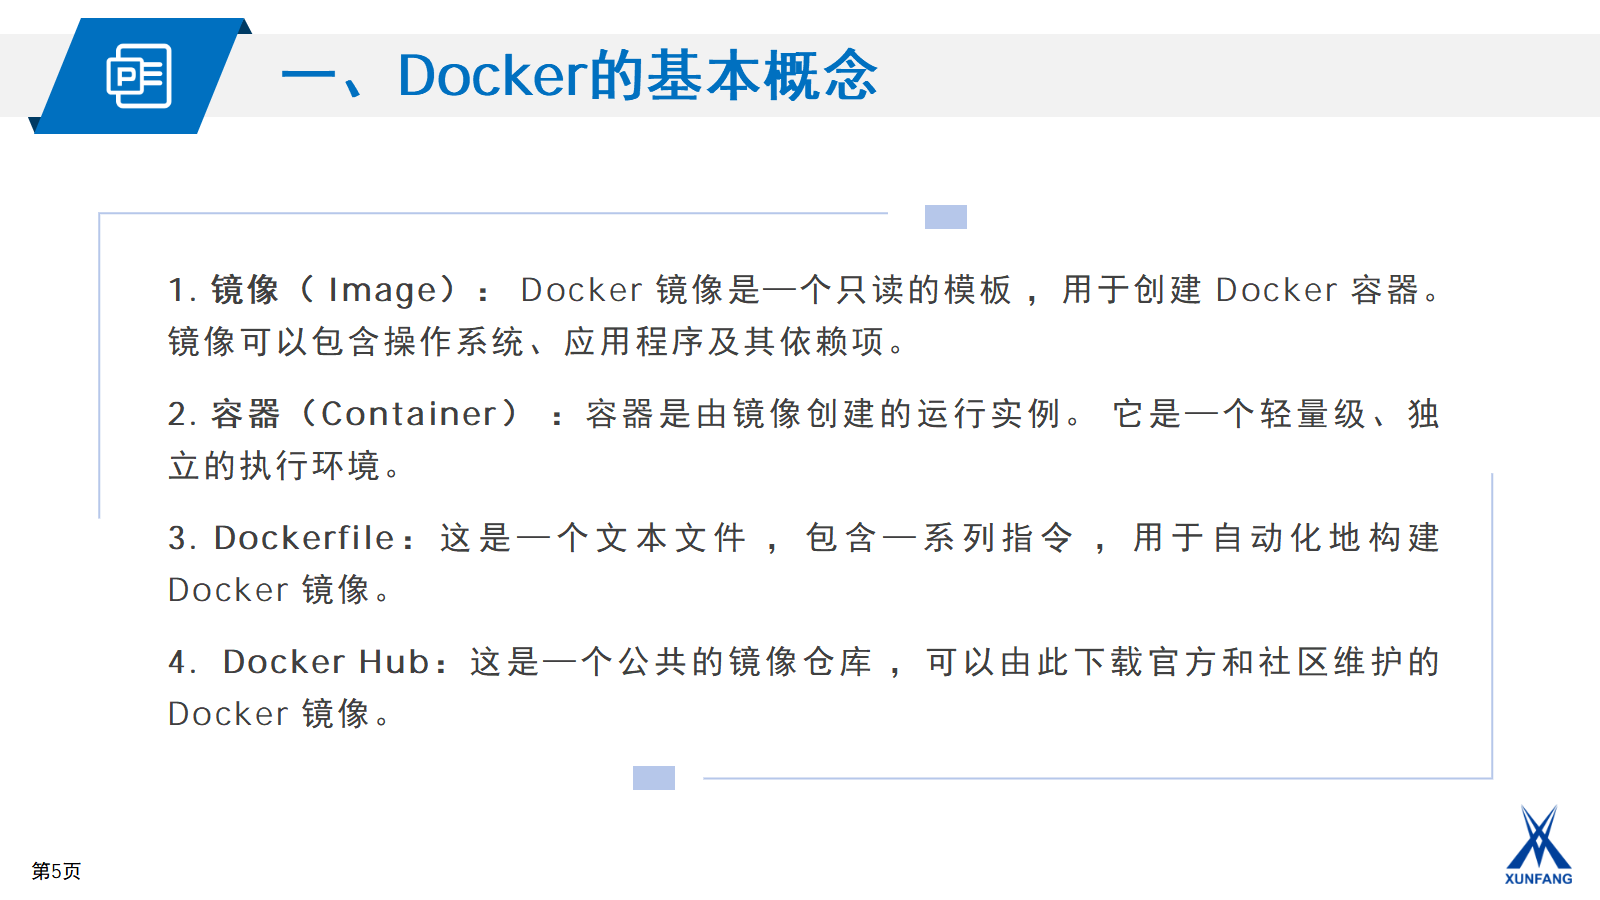 一、Docker的基本概念
1. 镜像（ Image）： Docker 镜像是一个只读的模板 ，用于创建 Docker 容器。
镜像可以包含操作系统、应用程序及其依赖项。
2. 容器（Container） ：容器是由镜像创建的运行实例。 它是一个轻量级、独
立的执行环境。
3. Dockerfile：这是一个文本文件 ，包含一系列指令 ，用于自动化地构建
Docker 镜像。
4. Docker Hub：这是一个公共的镜像仓库 ，可以由此下载官方和社区维护的
Docker 镜像。
第5页
XUNFANG